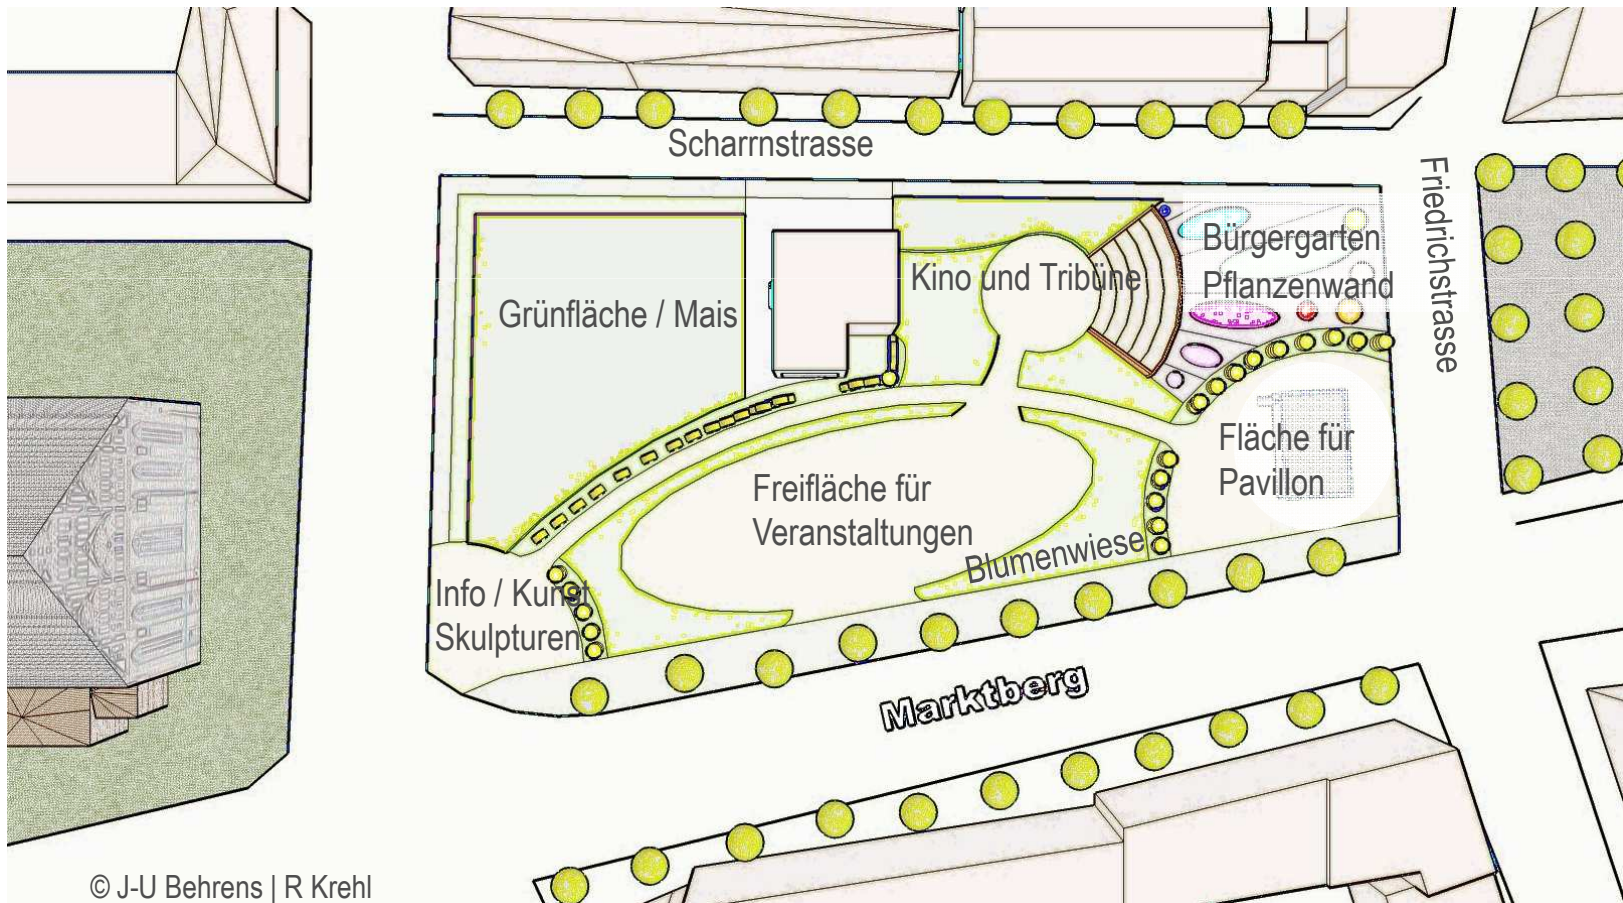 Scharrnstrasse
Friedrichstrasse
Bürgergarten
Pflanzenwand
Kino und Tribüne
Grünfläche / Mais
Fläche für
Pavillon
Freifläche für
Veranstaltungen
Blumenwiese
Info / Kunst
Skulpturen
Marktberg
© J-U Behrens | R Krehl